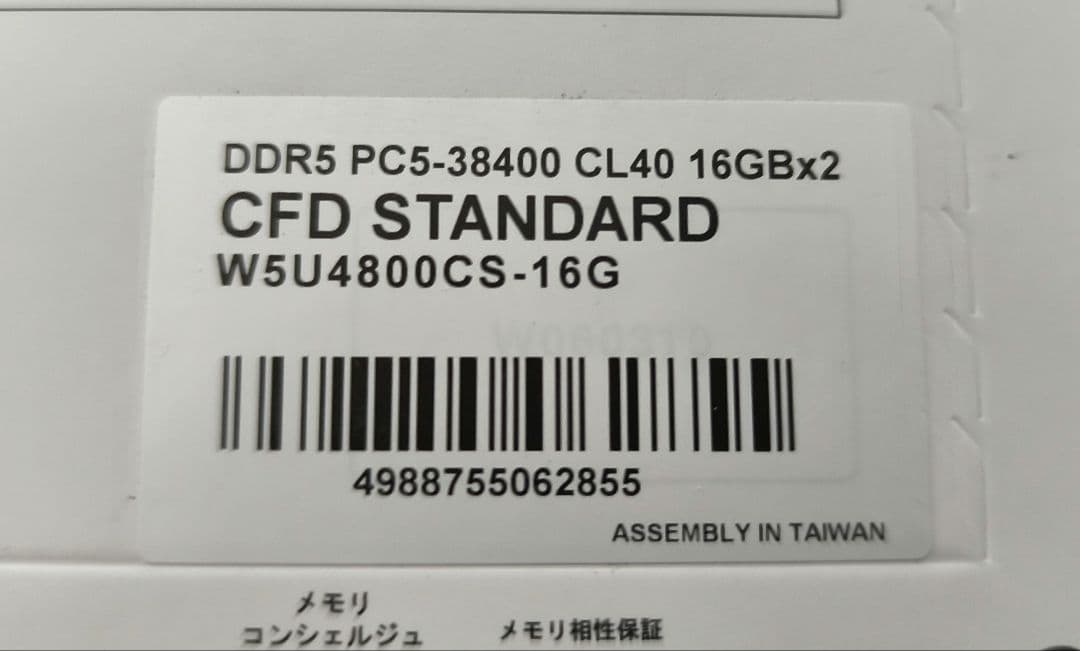 DDR5 PC5-38400 CL40 16GBx2
CFD STANDARD
W5U4800CS-16G
4988755062855
ASSEMBLY IN TAIWAN
メモリ
コンシェルジュ
メモリ相性保証